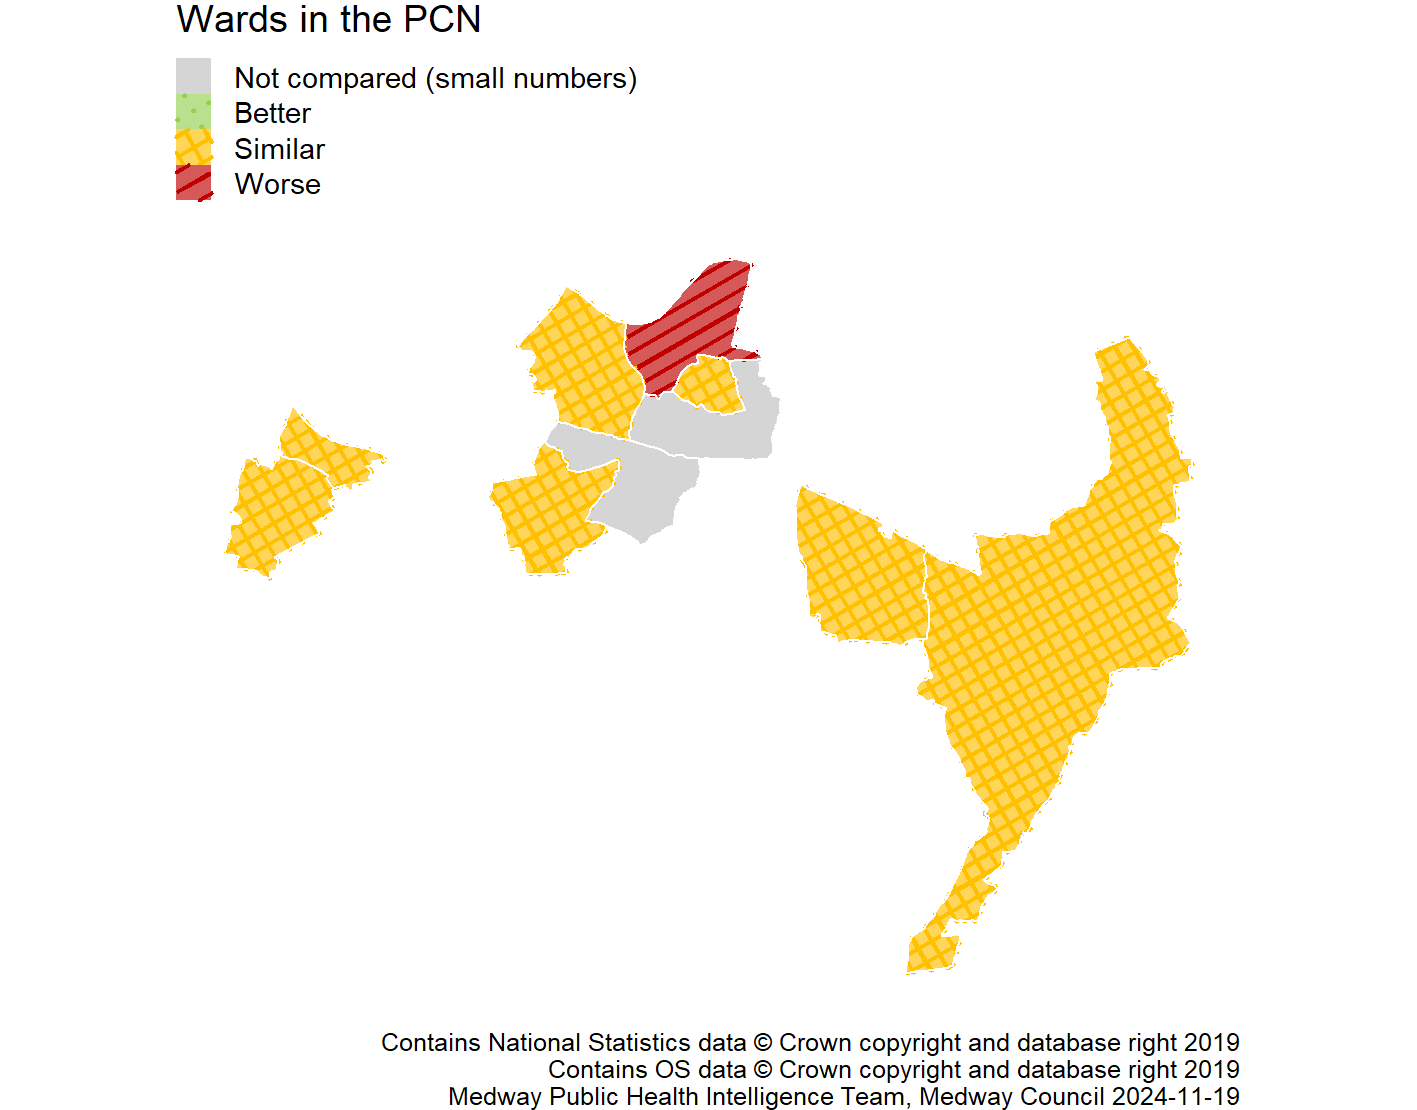 Wards in the PCN
Not compared (small numbers)
Better
Similar
Worse
Contains National Statistics data © Crown copyright and database right 2019
Contains OS data © Crown copyright and database right 2019
Medway Public Health Intelligence Team, Medway Council 2024-11-19